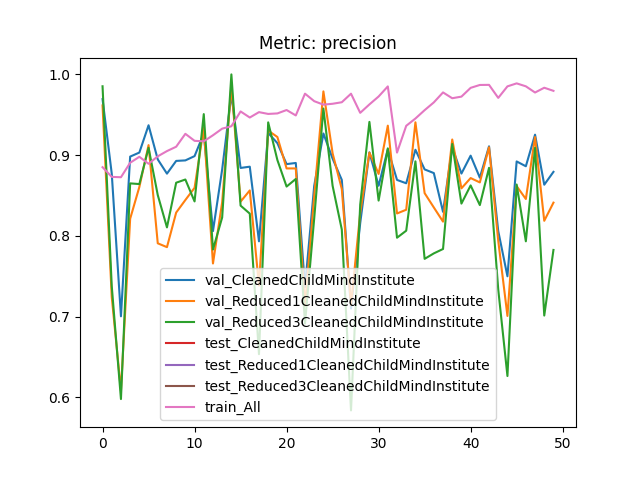 Metric: precision
1.0
0.9
0.8
0.7
0.6
val_CleanedChildMindInstitute
val_Reduced1CleanedChildMindInstitute
val_Reduced3CleanedChildMindInstitute
test_CleanedChildMindInstitute
test_Reduced1CleanedChildMindInstitute
test_Reduced3CleanedChildMindInstitute
train_All
0 10 20 30 40 50